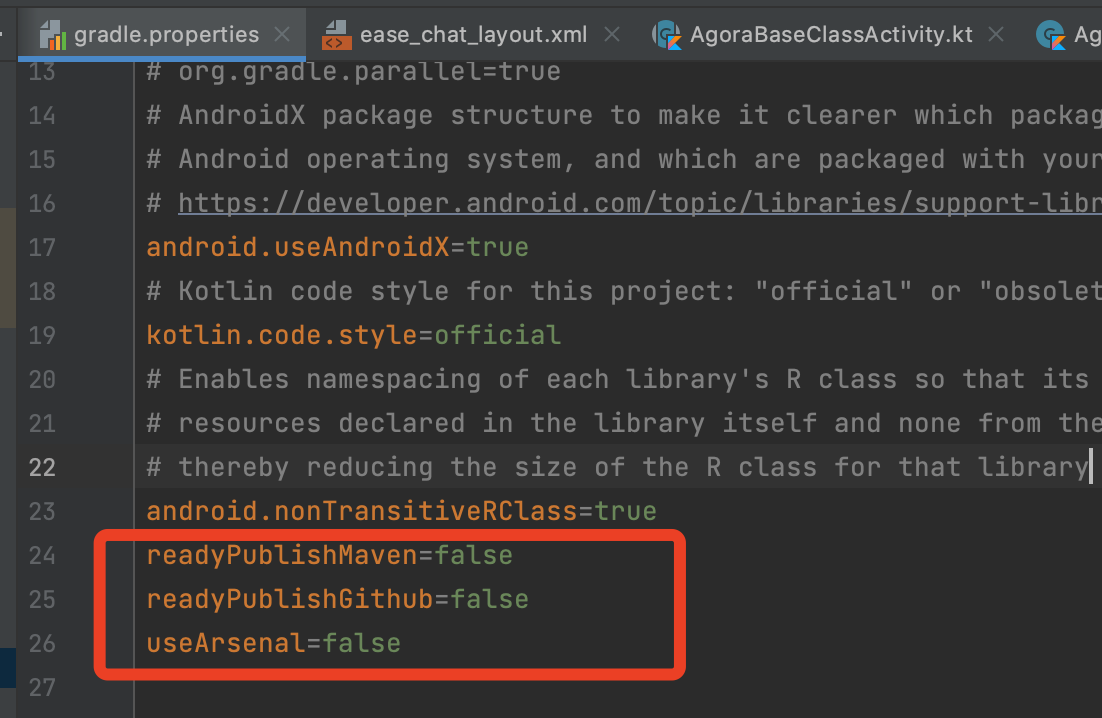 gradle.properties ease_chat_layout.xml AgoraBaseClassActivity.kt Ag
13 # org.gradle.parallel=true
14 # AndroidX package structure to make it clearer which packag
15 # Android operating system, and which are packaged with your
16 # https://developer.android.com/topic/libraries/support-libr
17 android.useAndroidX=true
18 # Kotlin code style for this project: "official" or "obsolet
19 kotlin.code.style=official
20 # Enables namespacing of each library's R class so that its
21 # resources declared in the library itself and none from the
22 # thereby reducing the size of the R class for that library
23 android.nonTransitiveRClass=true
24 readyPublishMaven=false
25 readyPublishGithub=false
26 useArsenal=false
27